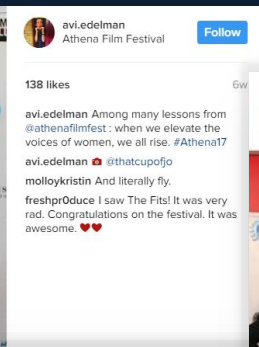 avi.edelman
Athena Film Festival
Follow
138 likes
6w
avi.edelman Among many lessons from
@athenafilmfest : when we elevate the
voices of women, we all rise. #Athena17
avi.edelman 📷 @thatcupofjo
mollykristin And literally fly.
freshpr0duce I saw The Fits! It was very
rad. Congratulations on the festival. It was
awesome. ❤❤